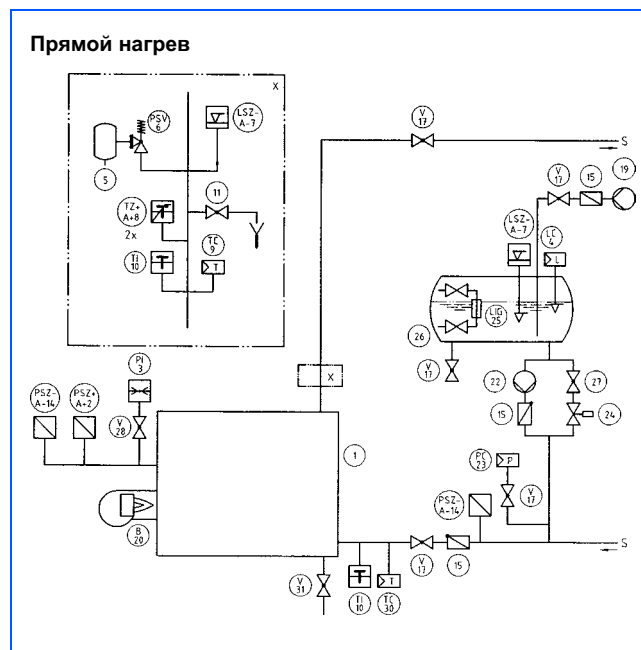 Прямой нагрев
X
PSV 6
LSZ- A-7
5
11
TZ+ A+8
2x
TC 9
TI 10
T
V 17
S
V 17
15
19
LSZ- A-7
LC 4
L
LIG 25
26
V 17
22
27
15
24
X
PI 3
PSZ- A-14
PSZ+ A+2
V 28
1
PC 23
P
V 17
PSZ- A-14
B 20
V 17
15
S
V 31
TI 10
TC 30
T